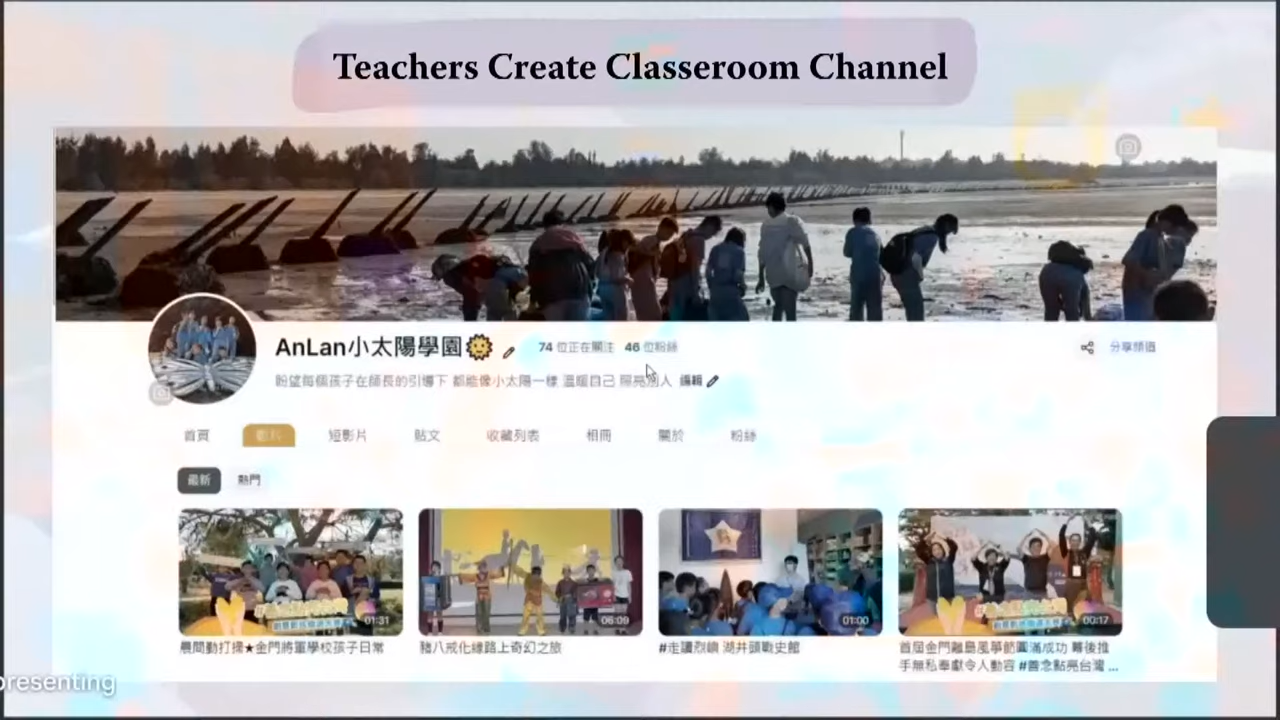 Teachers Create Classeroom Channel
AnLan小太陽學園
74 位正在關注 46 位粉絲
分享頻道
盼望每個孩子在師長的引導下 都能像小太陽一樣 溫暖自己 照亮別人 編輯
首頁 影片 短影片 貼文 收藏列表 相冊 關於 粉絲
最新 熱門
01:31
06:09
01:00
00:17
晨間勤打掃★金門將軍學校孩子日常
豬八戒化緣路上奇幻之旅
#走讀烈嶼 湖井頭戰史館
首屆金門離島風箏節圓滿成功 幕後推
手無私奉獻令人動容 #善念點亮台灣 ...
presenting